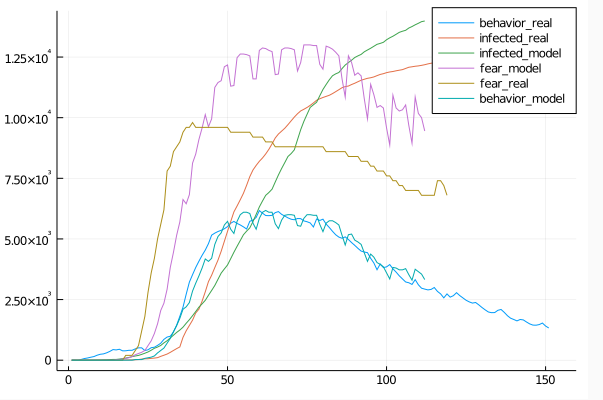 behavior_real
infected_real
infected_model
fear_model
fear_real
behavior_model
1.25×10⁴
1.00×10⁴
7.50×10³
5.00×10³
2.50×10³
0
0 50 100 150